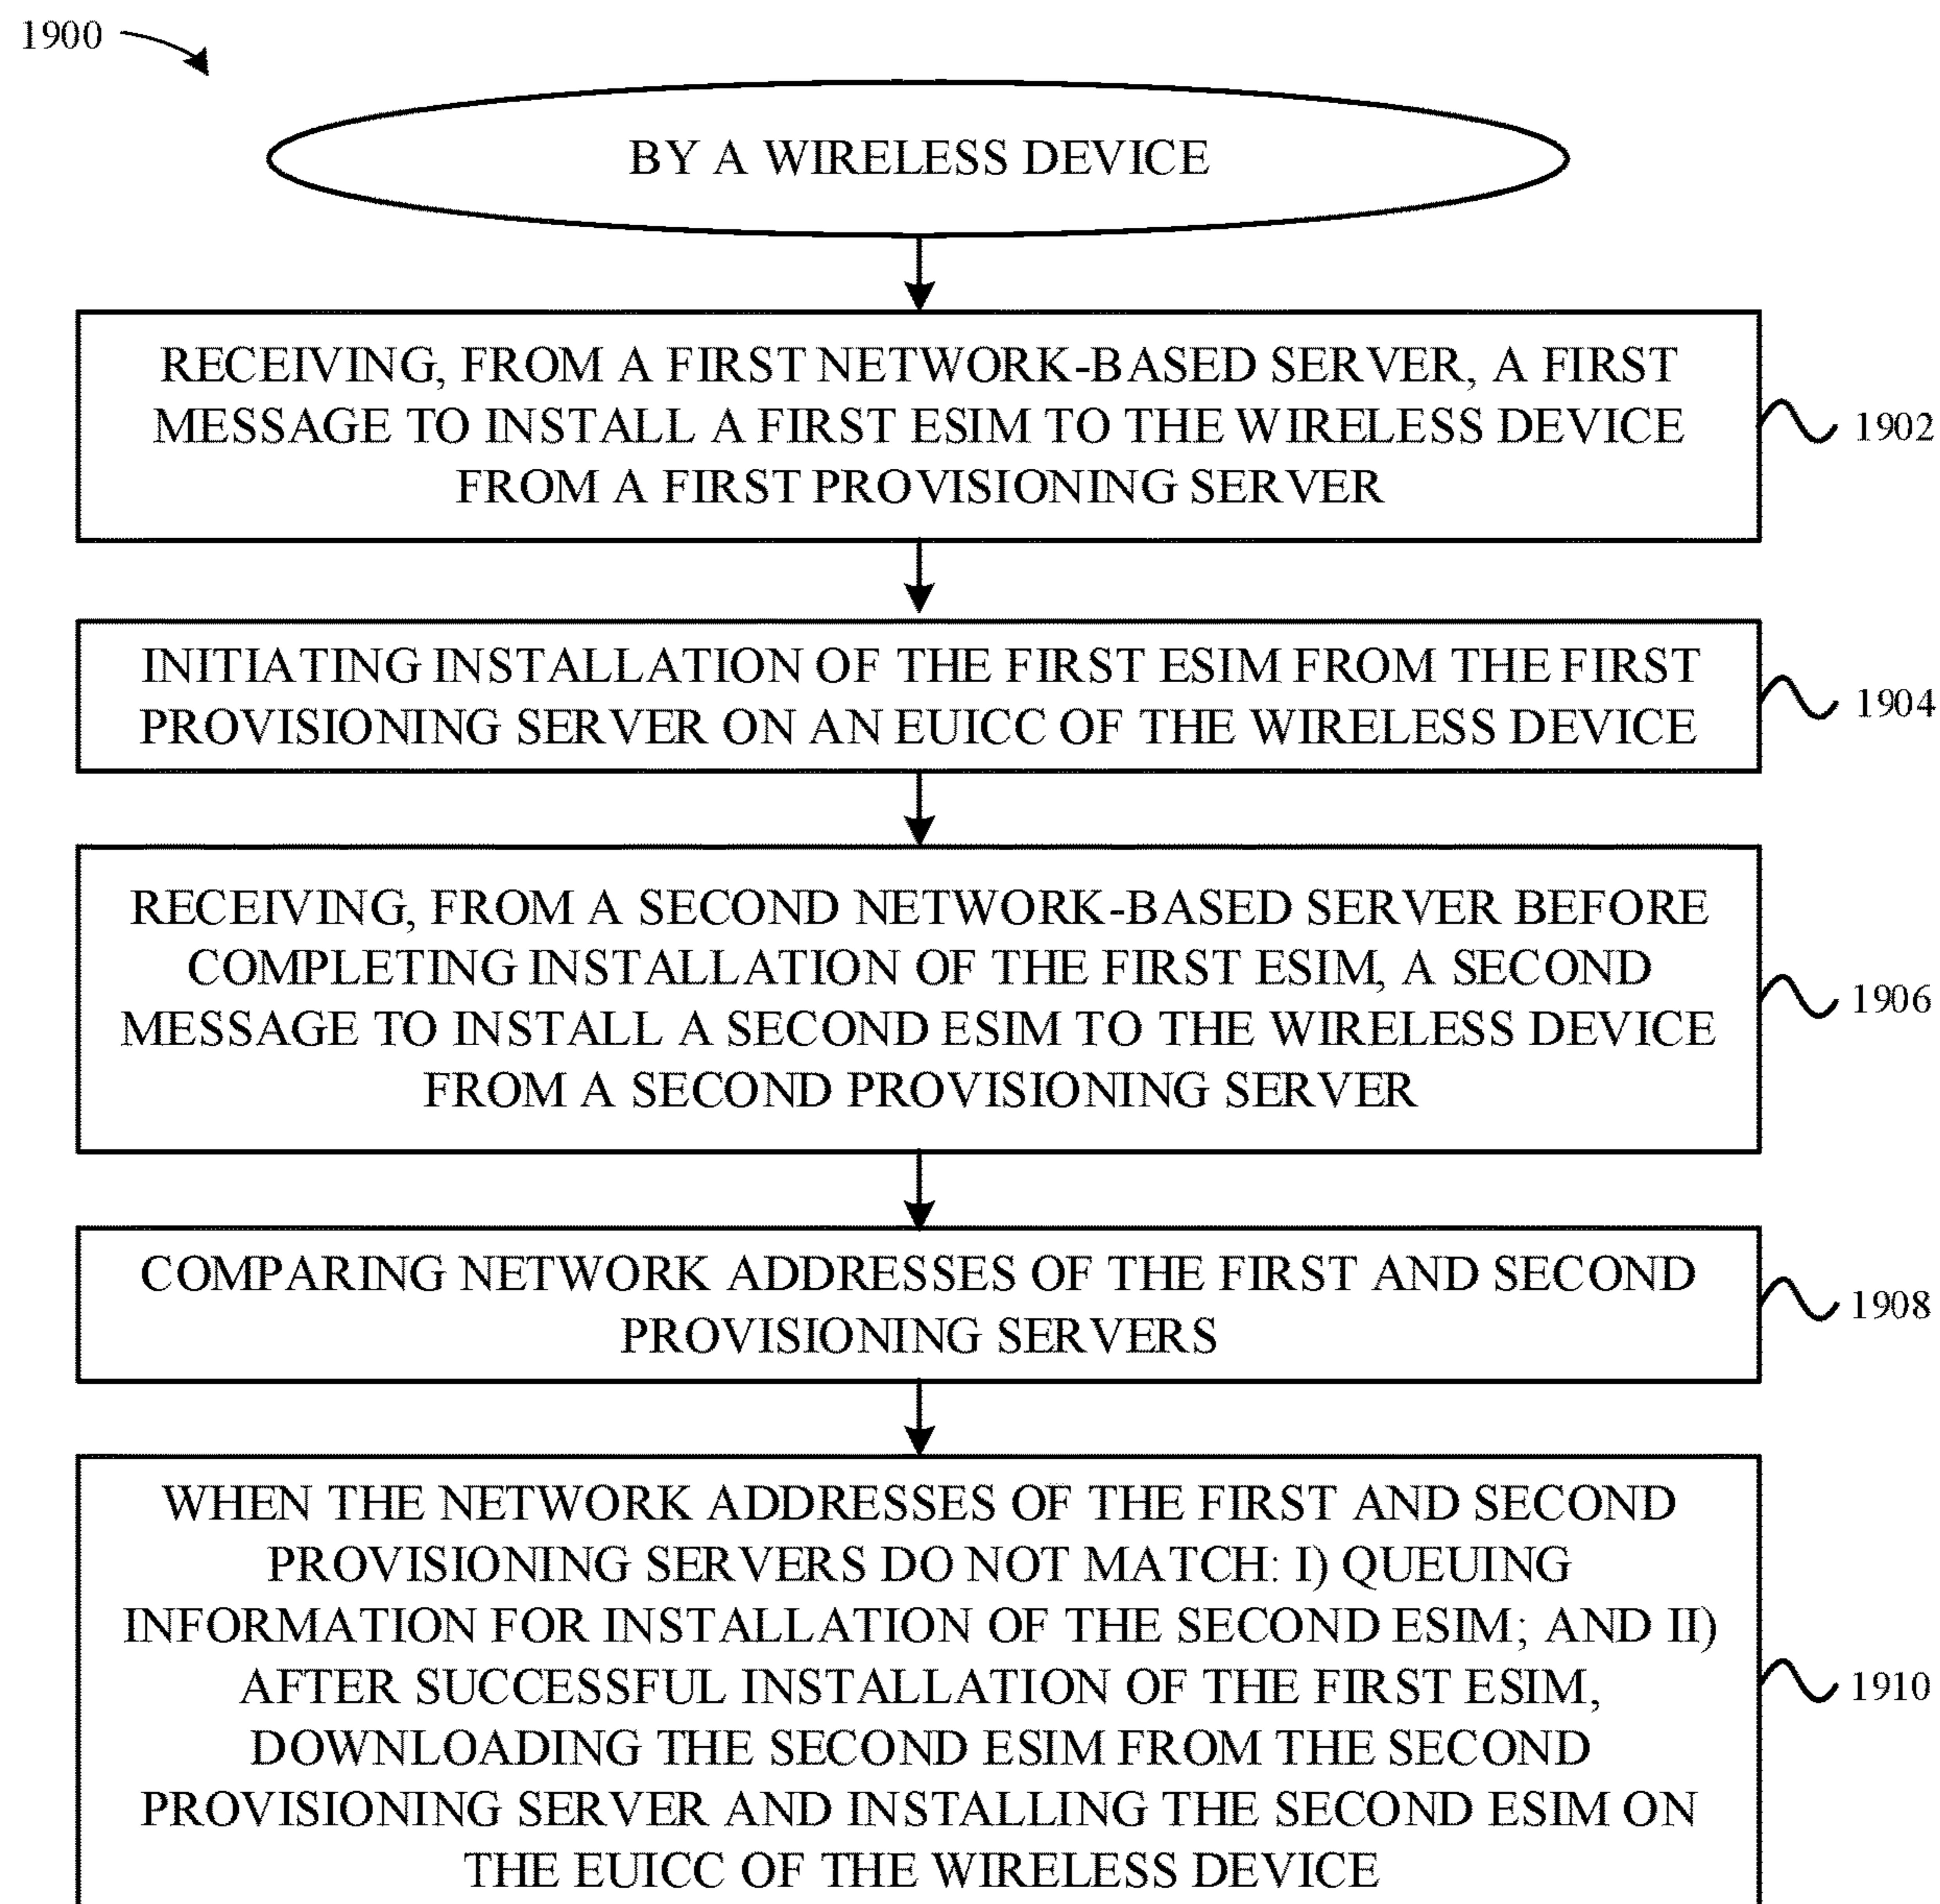 1900
BY A WIRELESS DEVICE
RECEIVING, FROM A FIRST NETWORK-BASED SERVER, A FIRST
MESSAGE TO INSTALL A FIRST ESIM TO THE WIRELESS DEVICE
FROM A FIRST PROVISIONING SERVER
1902
INITIATING INSTALLATION OF THE FIRST ESIM FROM THE FIRST
PROVISIONING SERVER ON AN EUICC OF THE WIRELESS DEVICE
1904
RECEIVING, FROM A SECOND NETWORK-BASED SERVER BEFORE
COMPLETING INSTALLATION OF THE FIRST ESIM, A SECOND
MESSAGE TO INSTALL A SECOND ESIM TO THE WIRELESS DEVICE
FROM A SECOND PROVISIONING SERVER
1906
COMPARING NETWORK ADDRESSES OF THE FIRST AND SECOND
PROVISIONING SERVERS
1908
WHEN THE NETWORK ADDRESSES OF THE FIRST AND SECOND
PROVISIONING SERVERS DO NOT MATCH: I) QUEUING
INFORMATION FOR INSTALLATION OF THE SECOND ESIM; AND II)
AFTER SUCCESSFUL INSTALLATION OF THE FIRST ESIM,
DOWNLOADING THE SECOND ESIM FROM THE SECOND
PROVISIONING SERVER AND INSTALLING THE SECOND ESIM ON
THE EUICC OF THE WIRELESS DEVICE
1910